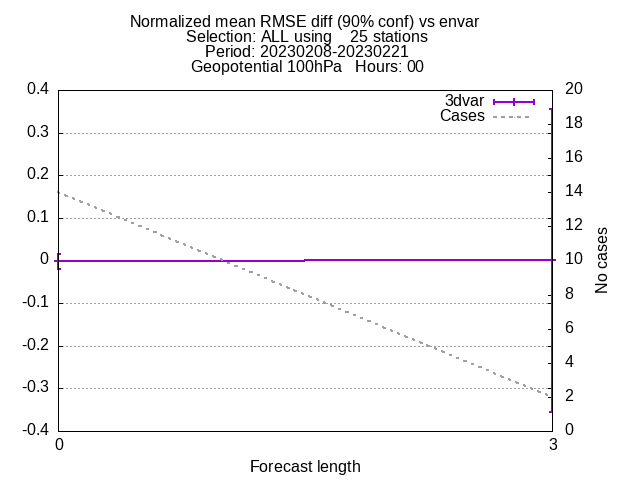 Normalized mean RMSE diff (90% conf) vs envar
Selection: ALL using    25 stations
Period: 20230208-20230221
Geopotential 100hPa   Hours: 00
0.4
0.3
0.2
0.1
0
-0.1
-0.2
-0.3
-0.4
20
18
16
14
12
10
8
6
4
2
0
3dvar
Cases
No cases
0
3
Forecast length